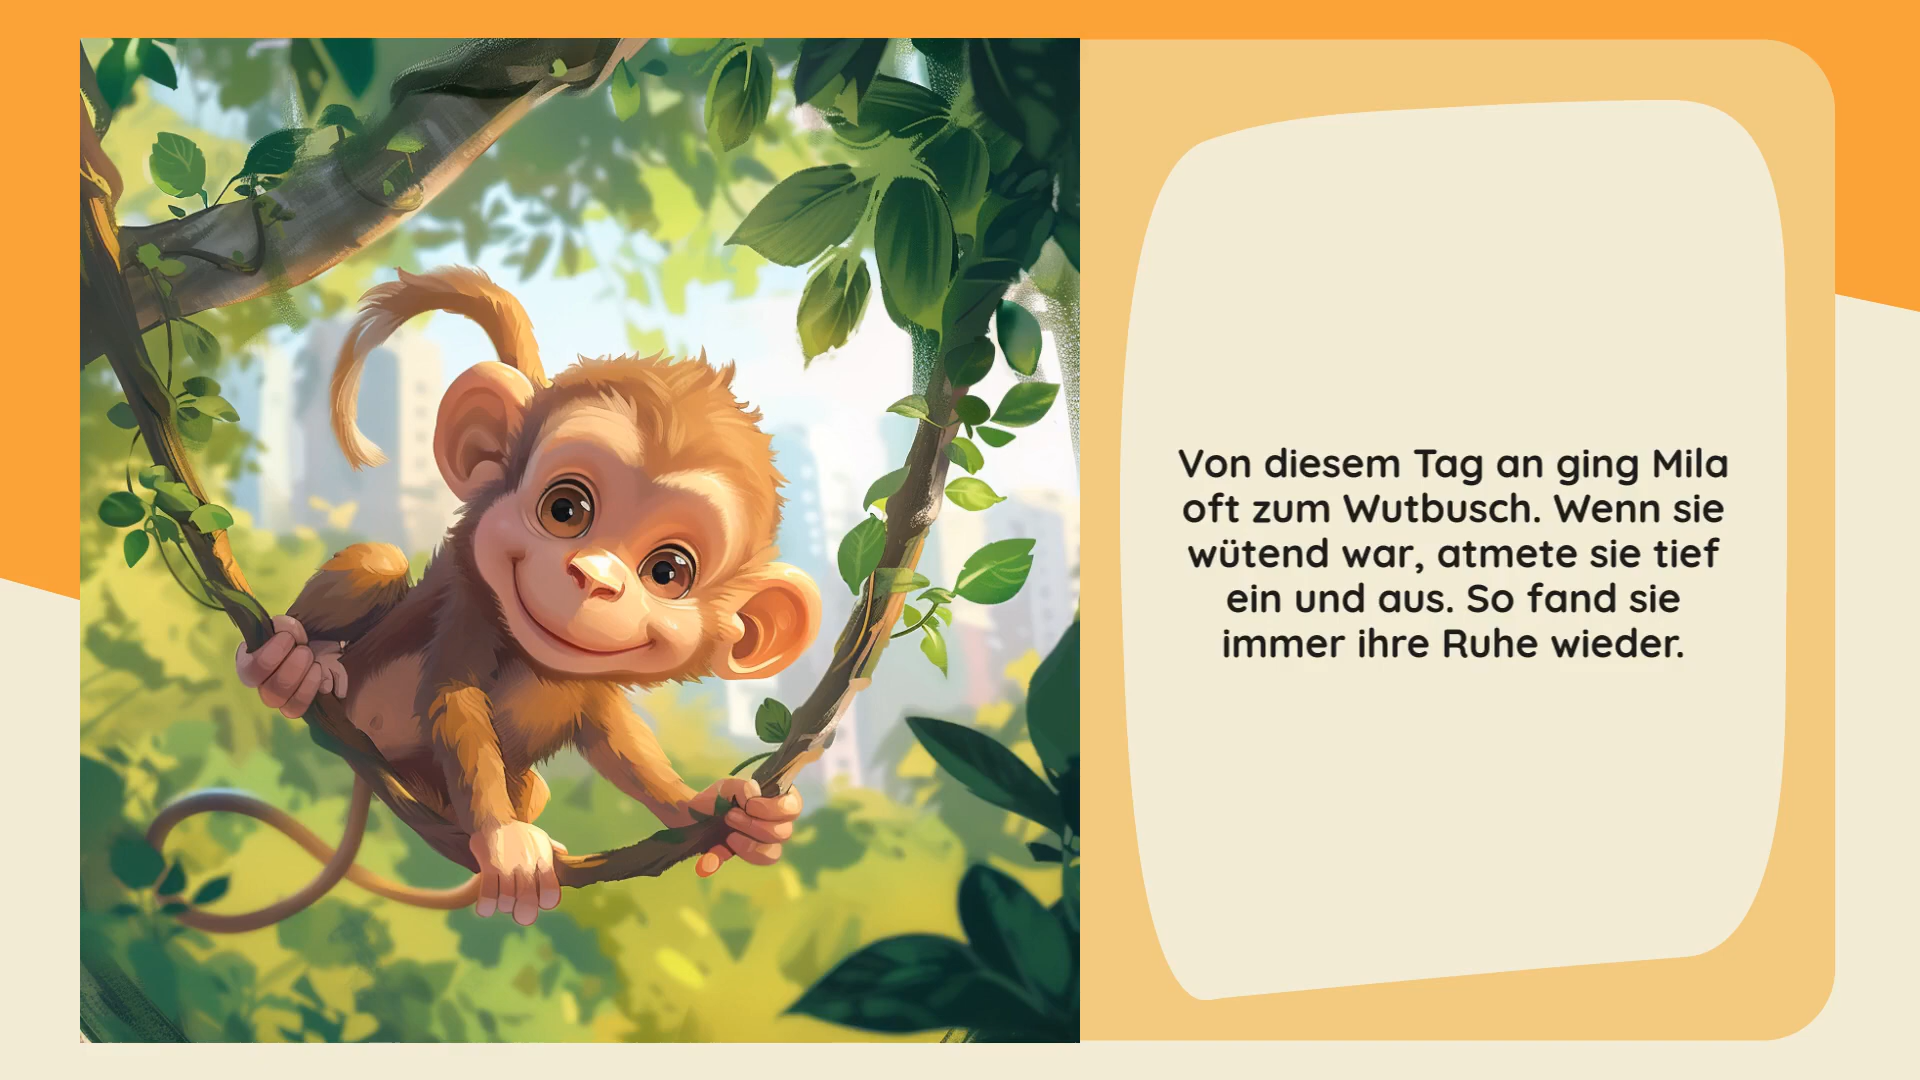 Von diesem Tag an ging Mila
oft zum Wutbusch. Wenn sie
wütend war, atmete sie tief
ein und aus. So fand sie
immer ihre Ruhe wieder.